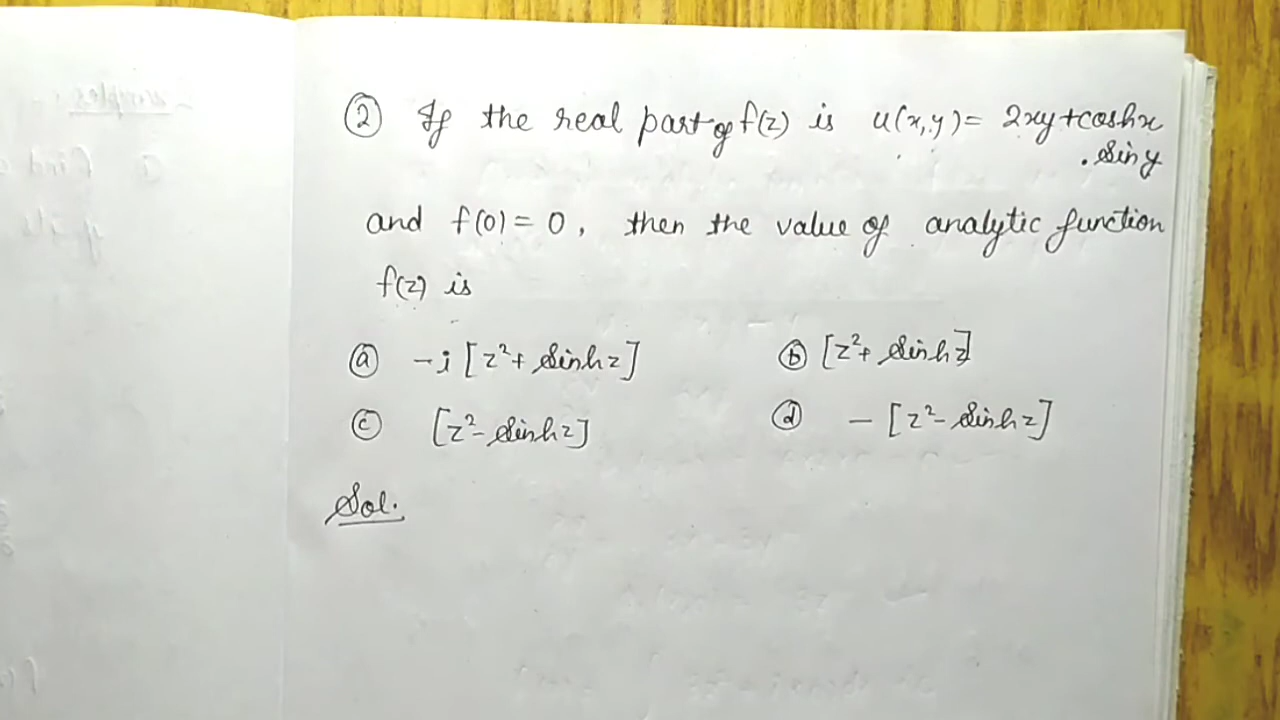 ② If the real part of f(z) is u(x,y) = 2xy + coshx
. Sin y
and f(0) = 0, then the value of analytic function
f(z) is
ⓐ -i [z² + Sinh z] ⓑ [z² + Sinh z]
ⓒ [z² - Sinh z] ⓓ - [z² - Sinh z]
Sol.